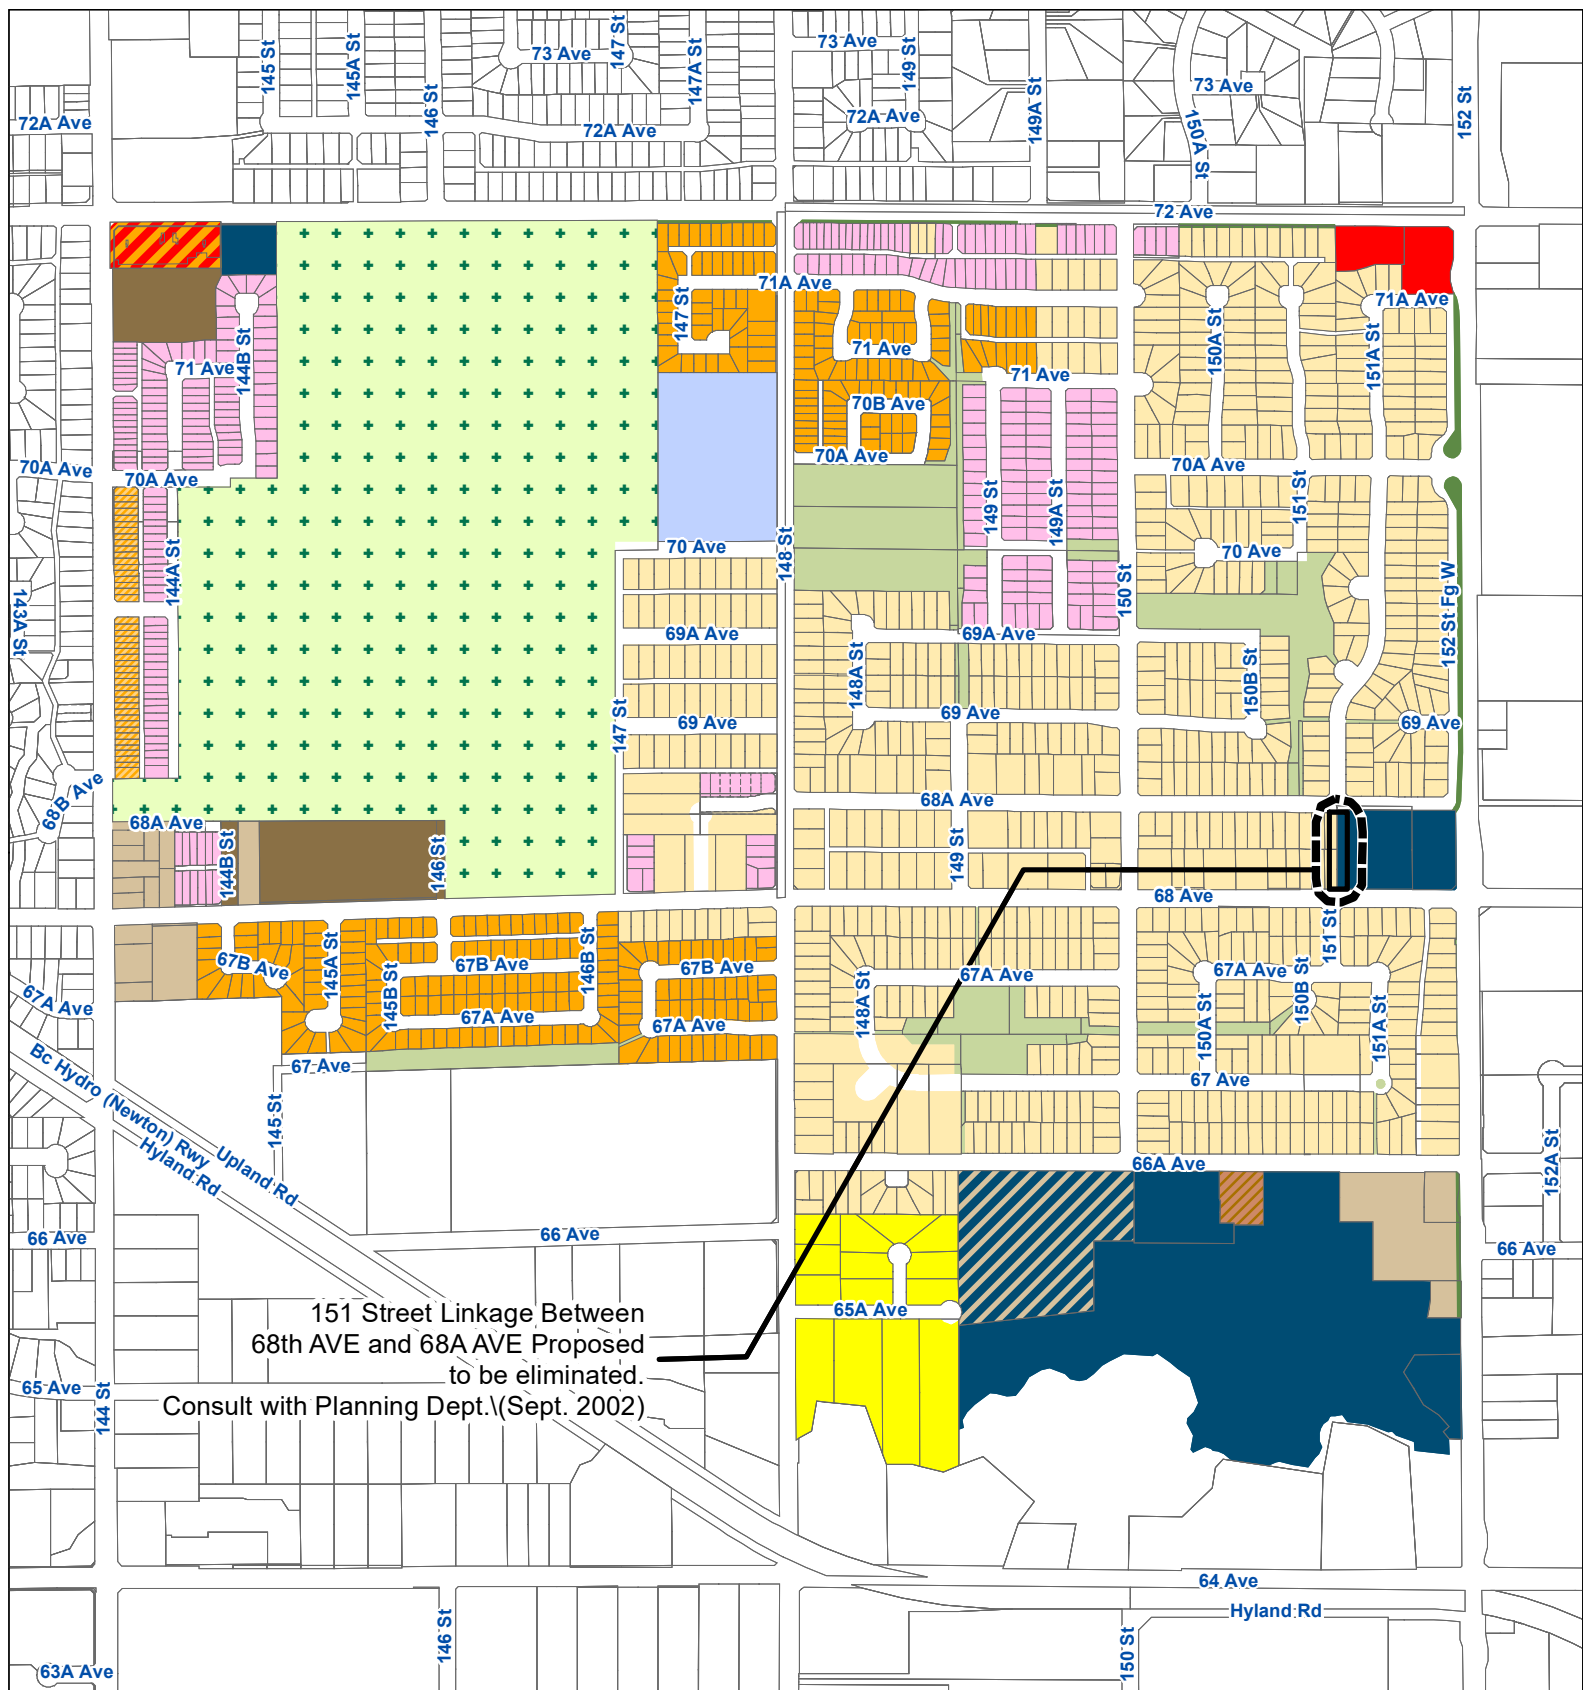 145 St
145A St
73 Ave
147 St
147A St
73 Ave
149 St
73 Ave
72A Ave
146 St
72A Ave
72A Ave
149A St
150A St
152 St
72 Ave
71A Ave
147 St
71A Ave
71 Ave
144B St
71 Ave
71 Ave
150A St
151A St
70B Ave
70A Ave
70A Ave
70A Ave
70A Ave
149 St
149A St
151 St
144A St
70 Ave
148 St
70 Ave
143A St
150 St
152 St Fg W
69A Ave
69A Ave
148A St
150B St
147 St
69 Ave
69 Ave
69 Ave
68B Ave
68A Ave
68A Ave
144B St
146 St
149 St
68 Ave
151 St
67B Ave
145A St
145B St
67B Ave
146B St
67B Ave
67A Ave
67A Ave
150B St
67A Ave
67A Ave
67A Ave
148A St
150A St
151A St
67 Ave
67 Ave
Bc Hydro (Newton) Rwy
Hyland Rd
Upland Rd
145 St
66A Ave
152A St
66 Ave
66 Ave
66 Ave
65A Ave
151 Street Linkage Between
68th AVE and 68A AVE Proposed
to be eliminated.
Consult with Planning Dept.\(Sept. 2002)
65 Ave
144 St
64 Ave
Hyland Rd
146 St
150 St
63A Ave